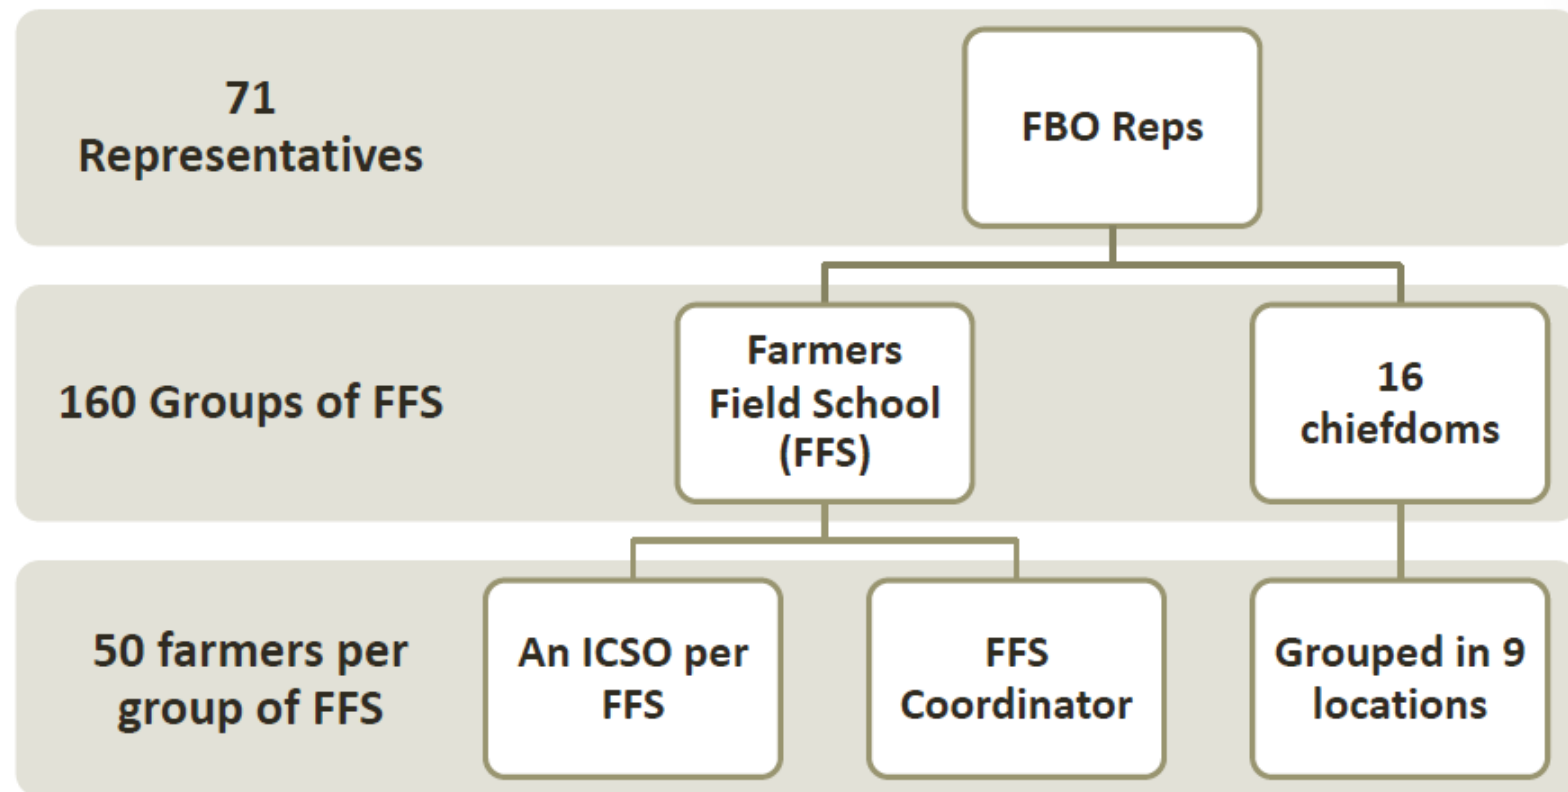 71
Representatives
FBO Reps
160 Groups of FFS
Farmers
Field School
(FFS)
16
chiefdoms
50 farmers per
group of FFS
An ICSO per
FFS
FFS
Coordinator
Grouped in 9
locations